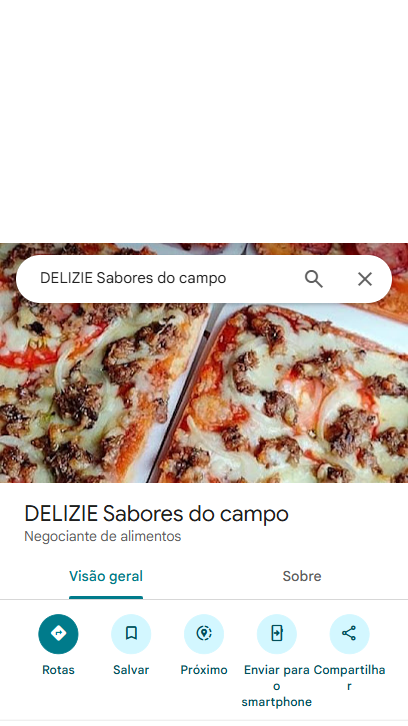 DELIZIE Sabores do campo
DELIZIE Sabores do campo
Negociante de alimentos
Visão geral
Sobre
Rotas
Salvar
Próximo
Enviar para
o
smartphone
Compartilha
r